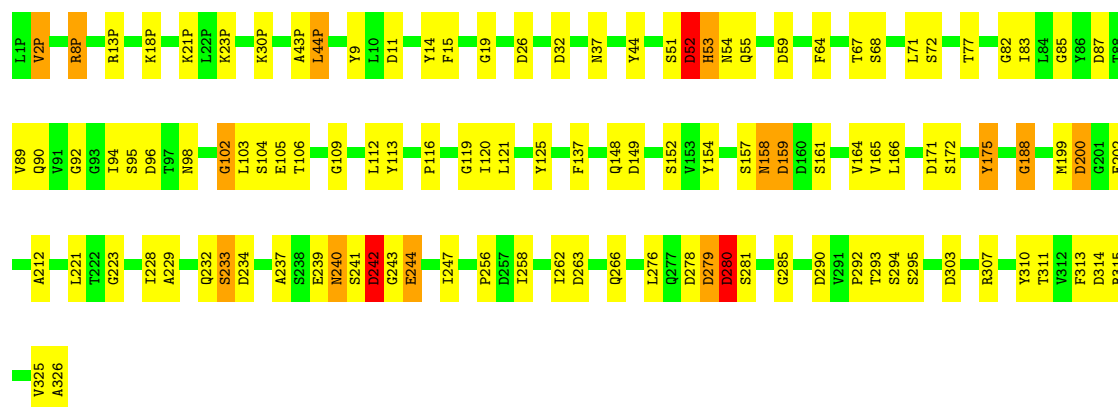 L1P V2P R8P R13P K18P K21P L22P K23P K30P A43P L44P Y9 L10 D11 Y14 F15 G19 D26 D32 N37 Y44 S51 D52 H53 N54 Q55 D59 F64 T67 S68 L71 S72 T77 G82 I83 L84 G85 Y86 D87 T88
V89 Q90 V91 G92 G93 I94 S95 D96 T97 N98 G102 L103 S104 E105 T106 G109 L112 Y113 P116 G119 I120 L121 Y125 F137 Q148 D149 S152 V153 Y154 S157 N158 D159 D160 S161 V164 V165 L166 D171 S172 Y175 G188 M199 D200 G201
A212 L221 T222 G223 I228 A229 Q232 S233 D234 A237 S238 E239 N240 S241 D242 G243 E244 I247 P256 D257 I258 I262 D263 Q266 L276 Q277 D278 D279 D280 S281 G285 D290 V291 P292 T293 S294 S295 D303 R307 Y310 T311 V312 F313 D314
V325 A326